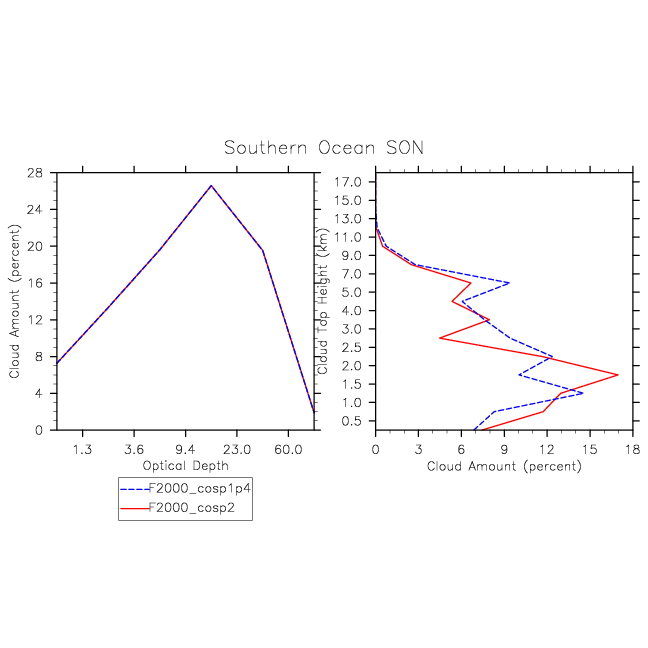 Southern Ocean SON
Cloud Amount (percent)
28
24
20
16
12
8
4
0
1.3 3.6 9.4 23.0 60.0
Optical Depth
Cloud Top Height (km)
17.0
15.0
13.0
11.0
9.0
7.0
5.0
4.0
3.0
2.5
2.0
1.5
1.0
0.5
0 3 6 9 12 15 18
Cloud Amount (percent)
F2000_cosp1p4
F2000_cosp2